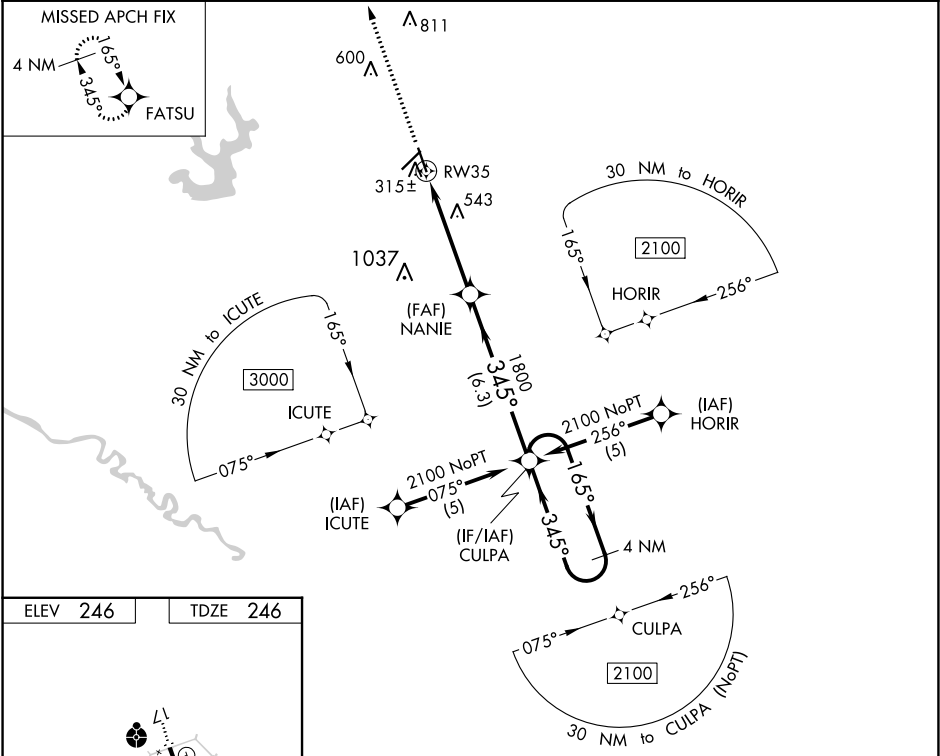 MISSED APCH FIX
4 NM
165°
345°
FATSU
811
600
RW35
315±
543
1037
(FAF)
NANIE
1800
345°
(6.3)
30 NM to HORIR
2100
165°
HORIR
256°
30 NM to ICUTE
3000
165°
ICUTE
075°
(IAF)
HORIR
2100 NoPT
256°
(5)
2100 NoPT
075°
(5)
(IAF)
ICUTE
(IF/IAF)
CULPA
165°
345°
4 NM
256°
CULPA
075°
2100
30 NM to CULPA (NoPT)
ELEV 246
TDZE 246
17